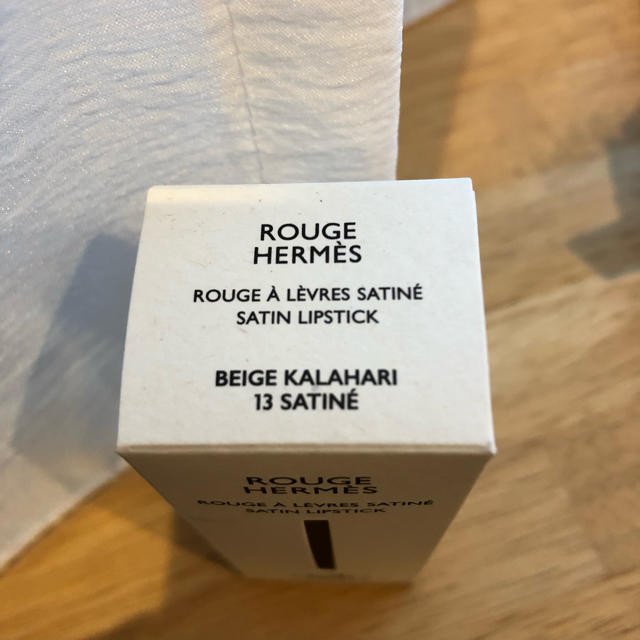 ROUGE
HERMÈS
ROUGE À LÈVRES SATINÉ
SATIN LIPSTICK
BEIGE KALAHARI
13 SATINÉ
ROUGE
HERMÈS
ROUGE À LÈVRES SATINÉ
SATIN LIPSTICK